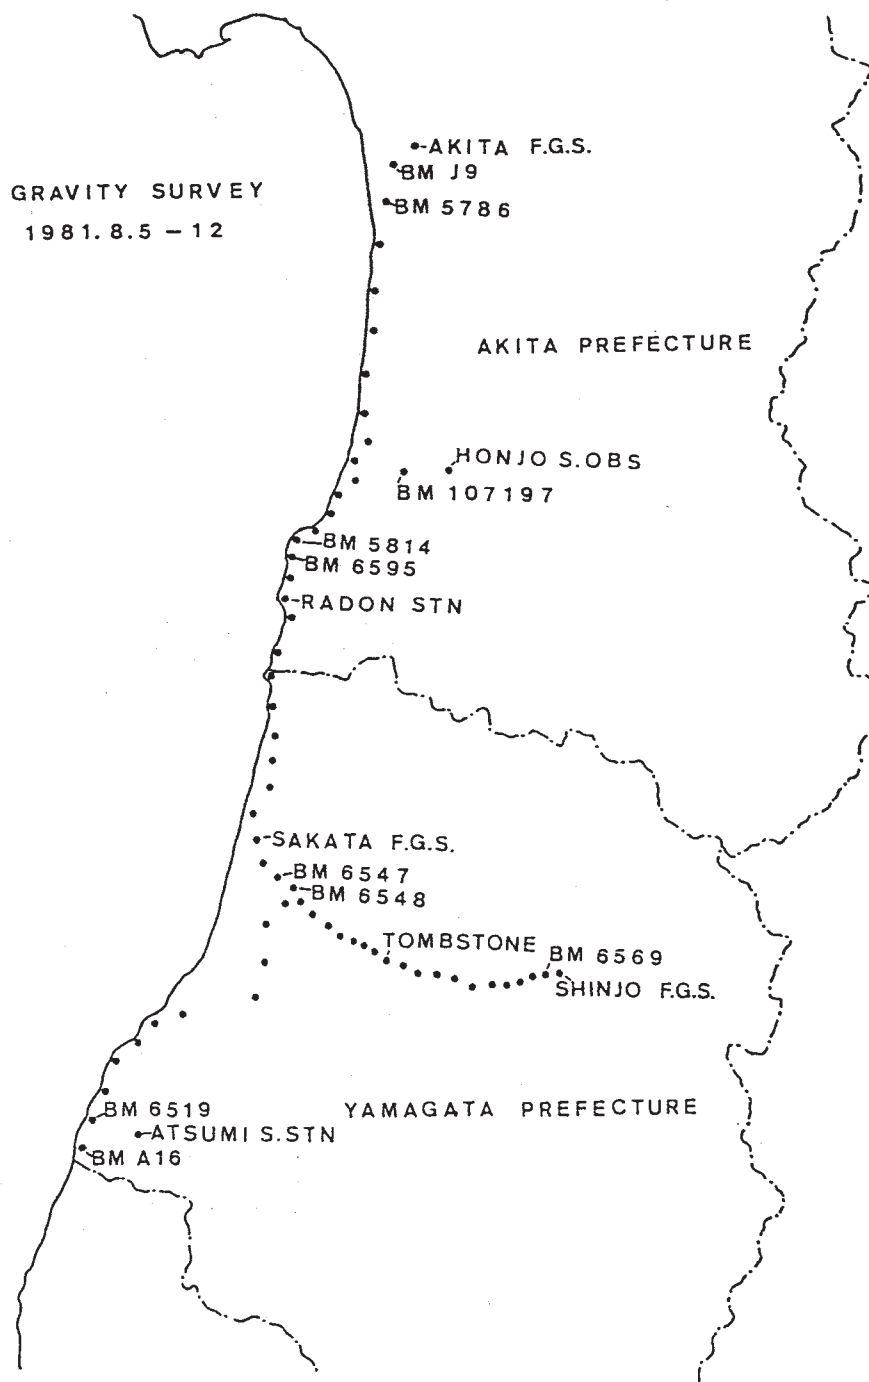 AKITA F.G.S.
BM J9
GRAVITY SURVEY
BM 5786
1981.8.5 – 12
AKITA PREFECTURE
HONJO S.OBS
BM 107197
BM 5814
BM 6595
RADON STN
SAKATA F.G.S.
BM 6547
BM 6548
TOMBSTONE
BM 6569
SHINJO F.G.S.
BM 6519
YAMAGATA PREFECTURE
ATSUMI S.STN
BM A16